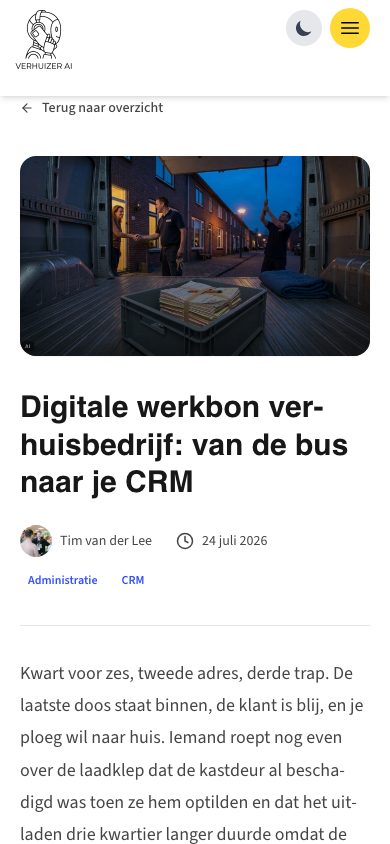 VERHUIZER AI
Terug naar overzicht
AI
Digitale werkbon ver-
huisbedrijf: van de bus
naar je CRM
Tim van der Lee
24 juli 2026
Administratie
CRM
Kwart voor zes, tweede adres, derde trap. De
laatste doos staat binnen, de klant is blij, en je
ploeg wil naar huis. Iemand roept nog even
over de laadklep dat de kastdeur al bescha-
digd was toen ze hem optilden en dat het uit-
laden drie kwartier langer duurde omdat de